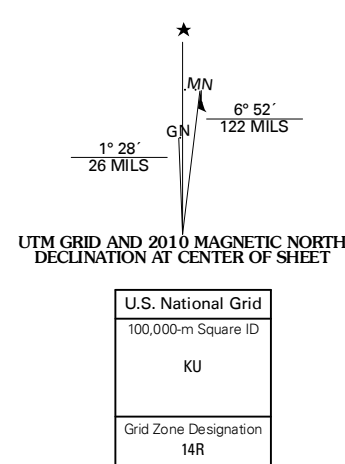 MN
6° 52´
122 MILS
GN
1° 28´
26 MILS
UTM GRID AND 2010 MAGNETIC NORTH
DECLINATION AT CENTER OF SHEET
U.S. National Grid
100,000-m Square ID
KU
Grid Zone Designation
14R